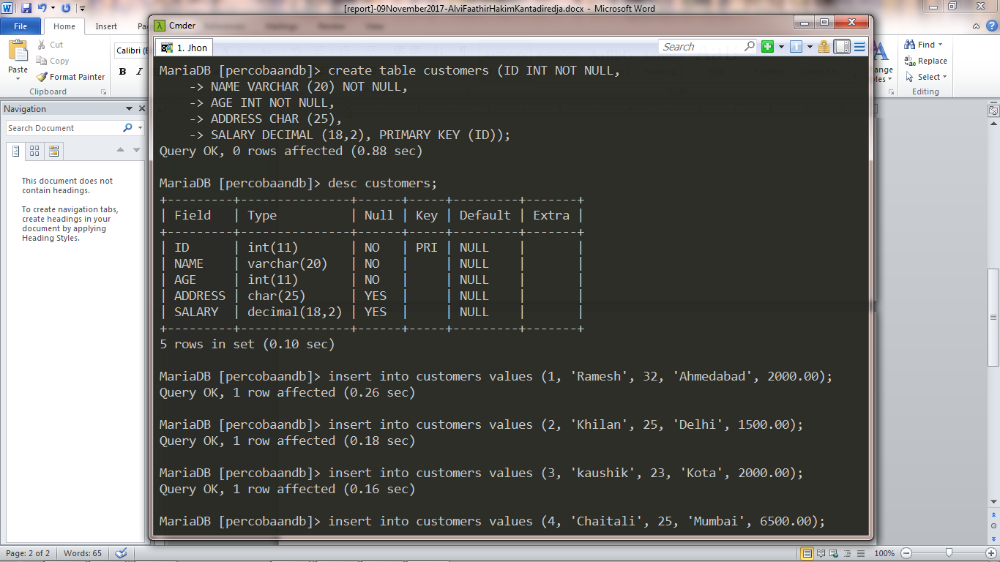 [report]-09November2017-AlviFaathirHakimKantadiredja.docx - Microsoft Word
File Home Insert
Cut
Copy
Format Painter
Paste
Clipboard
Calibri (
B I
Find
Replace
Select
Editing
Navigation
Search Document
This document does not
contain headings.
To create navigation tabs,
create headings in your
document by applying
Heading Styles.
Cmder
1. Jhon
Search
MariaDB [percobaandb]> create table customers (ID INT NOT NULL,
    -> NAME VARCHAR (20) NOT NULL,
    -> AGE INT NOT NULL,
    -> ADDRESS CHAR (25),
    -> SALARY DECIMAL (18,2), PRIMARY KEY (ID));
Query OK, 0 rows affected (0.88 sec)
MariaDB [percobaandb]> desc customers;
+---------+---------------+------+-----+---------+-------+
| Field   | Type          | Null | Key | Default | Extra |
+---------+---------------+------+-----+---------+-------+
| ID      | int(11)       | NO   | PRI | NULL    |       |
| NAME    | varchar(20)   | NO   |     | NULL    |       |
| AGE     | int(11)       | NO   |     | NULL    |       |
| ADDRESS | char(25)      | YES  |     | NULL    |       |
| SALARY  | decimal(18,2) | YES  |     | NULL    |       |
+---------+---------------+------+-----+---------+-------+
5 rows in set (0.10 sec)
MariaDB [percobaandb]> insert into customers values (1, 'Ramesh', 32, 'Ahmedabad', 2000.00);
Query OK, 1 row affected (0.26 sec)
MariaDB [percobaandb]> insert into customers values (2, 'Khilan', 25, 'Delhi', 1500.00);
Query OK, 1 row affected (0.18 sec)
MariaDB [percobaandb]> insert into customers values (3, 'kaushik', 23, 'Kota', 2000.00);
Query OK, 1 row affected (0.16 sec)
MariaDB [percobaandb]> insert into customers values (4, 'Chaitali', 25, 'Mumbai', 6500.00);
Page: 2 of 2 Words: 65 100%